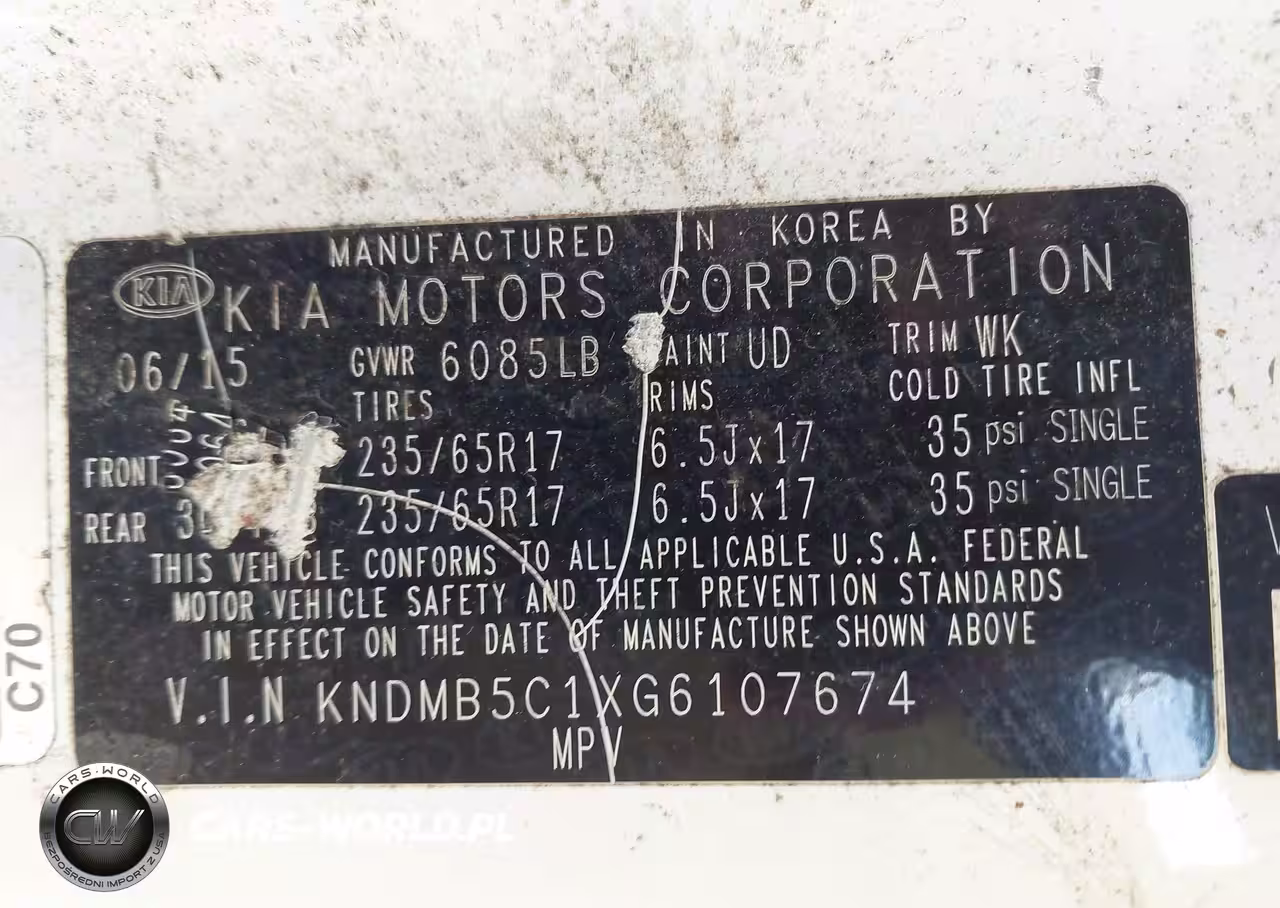 MANUFACTURED IN KOREA BY
KIA KIA MOTORS CORPORATION
06/15 GVWR 6085LB PAINT UD TRIM WK
TIRES RIMS COLD TIRE INFL
FRONT 235/65R17 6.5Jx17 35 psi SINGLE
REAR 235/65R17 6.5Jx17 35 psi SINGLE
THIS VEHICLE CONFORMS TO ALL APPLICABLE U.S.A. FEDERAL
MOTOR VEHICLE SAFETY AND THEFT PREVENTION STANDARDS
IN EFFECT ON THE DATE OF MANUFACTURE SHOWN ABOVE
V.I.N KNDMB5C1XG6107674
MPV
C70
CARS-WORLD
CW
BEZPOŚREDNI IMPORT Z USA
CARS-WORLD.PL